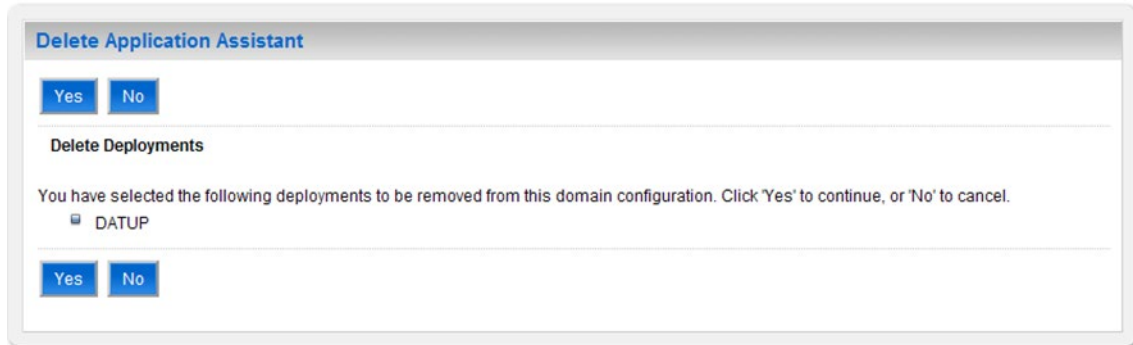 Delete Application Assistant
Yes No
Delete Deployments
You have selected the following deployments to be removed from this domain configuration. Click 'Yes' to continue, or 'No' to cancel.
DATUP
Yes No